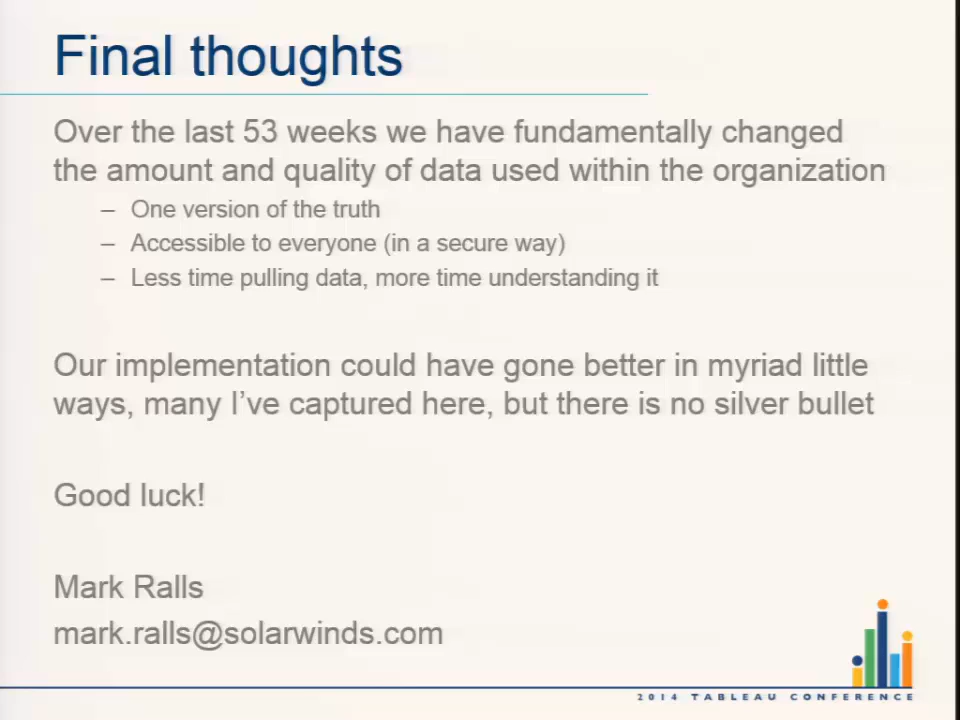 Final thoughts
Over the last 53 weeks we have fundamentally changed
the amount and quality of data used within the organization
– One version of the truth
– Accessible to everyone (in a secure way)
– Less time pulling data, more time understanding it
Our implementation could have gone better in myriad little
ways, many I've captured here, but there is no silver bullet
Good luck!
Mark Ralls
mark.ralls@solarwinds.com
2014 TABLEAU CONFERENCE